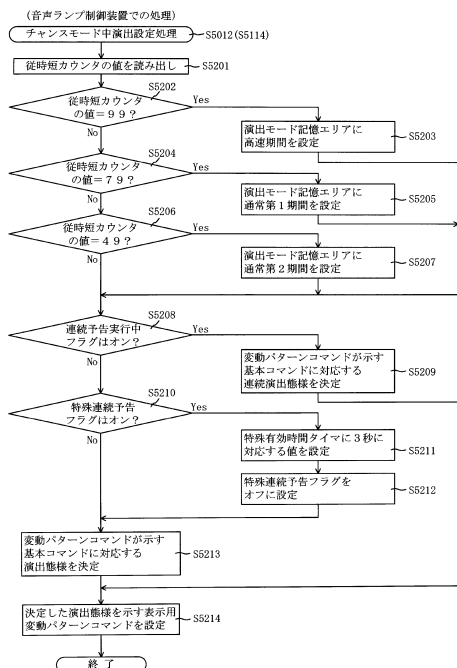 (音声ランプ制御装置での処理)
チャンスモード中演出設定処理 S5012(S5114)
従時短カウンタの値を読み出し S5201
S5202
従時短カウンタ
の値=99?
Yes
No
演出モード記憶エリアに
高速期間を設定
S5203
S5204
従時短カウンタ
の値=79?
Yes
No
演出モード記憶エリアに
通常第1期間を設定
S5205
S5206
従時短カウンタ
の値=49?
Yes
No
演出モード記憶エリアに
通常第2期間を設定
S5207
S5208
連続予告実行中
フラグはオン?
Yes
No
変動パターンコマンドが示す
基本コマンドに対応する
連続演出態様を決定
S5209
S5210
特殊連続予告
フラグはオン?
Yes
No
特殊有効時間タイマに3秒に
対応する値を設定
S5211
特殊連続予告フラグを
オフに設定
S5212
変動パターンコマンドが示す
基本コマンドに対応する
演出態様を決定
S5213
決定した演出態様を示す表示用
変動パターンコマンドを設定
S5214
終了